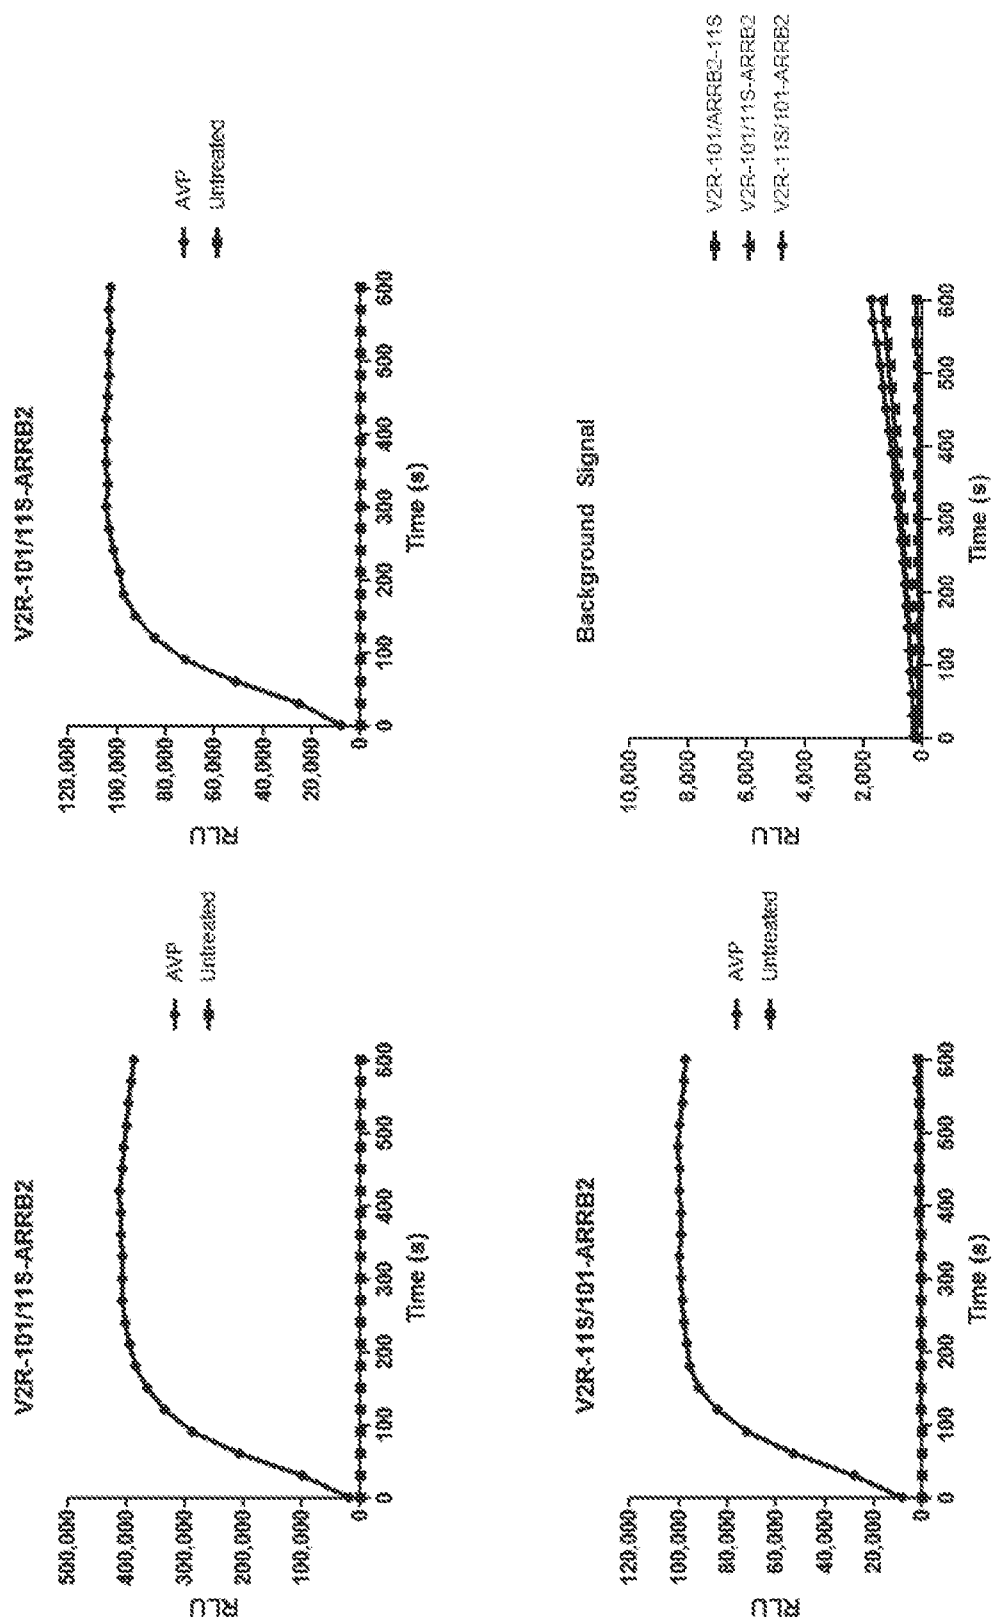 V2R-101/11S-ARRB2
500,000
400,000
300,000
200,000
100,000
0
RLU
0 100 200 300 400 500 600
Time (s)
AVP
Untreated
V2R-101/11S-ARRB2
120,000
100,000
80,000
60,000
40,000
20,000
0
RLU
0 100 200 300 400 500 600
Time (s)
AVP
Untreated
V2R-11S/101-ARRB2
120,000
100,000
80,000
60,000
40,000
20,000
0
RLU
0 100 200 300 400 500 600
Time (s)
AVP
Untreated
Background Signal
10,000
8,000
6,000
4,000
2,000
0
RLU
0 100 200 300 400 500 600
Time (s)
V2R-101/ARRB2-11S
V2R-101/11S-ARRB2
V2R-11S/101-ARRB2